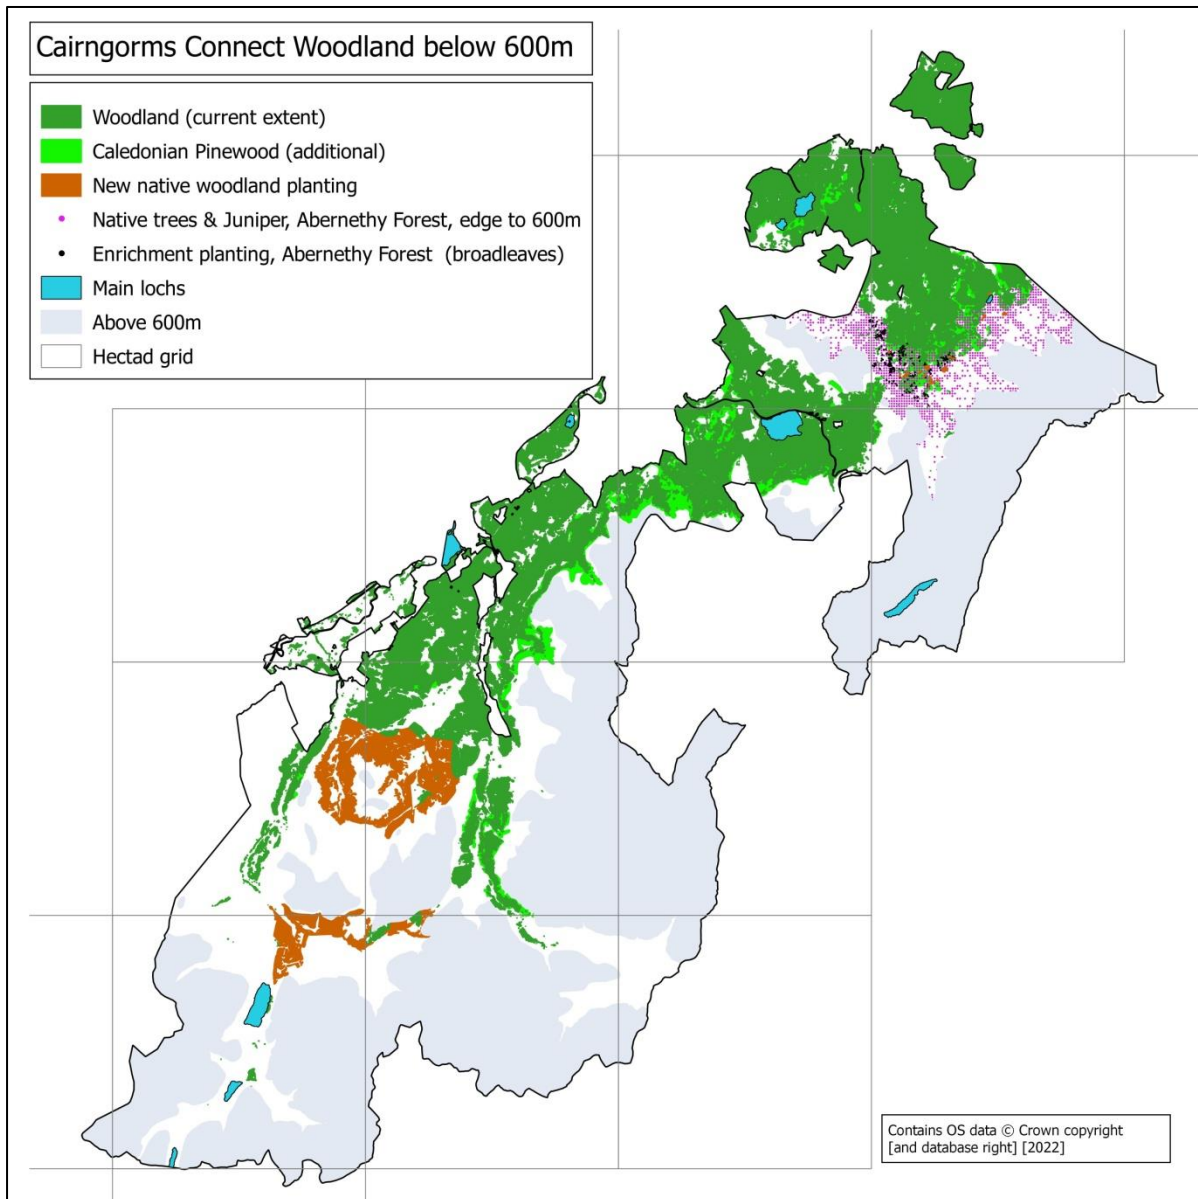 Cairngorms Connect Woodland below 600m
Woodland (current extent)
Caledonian Pinewood (additional)
New native woodland planting
Native trees & Juniper, Abernethy Forest, edge to 600m
Enrichment planting, Abernethy Forest (broadleaves)
Main lochs
Above 600m
Hectad grid
Contains OS data © Crown copyright
[and database right] [2022]